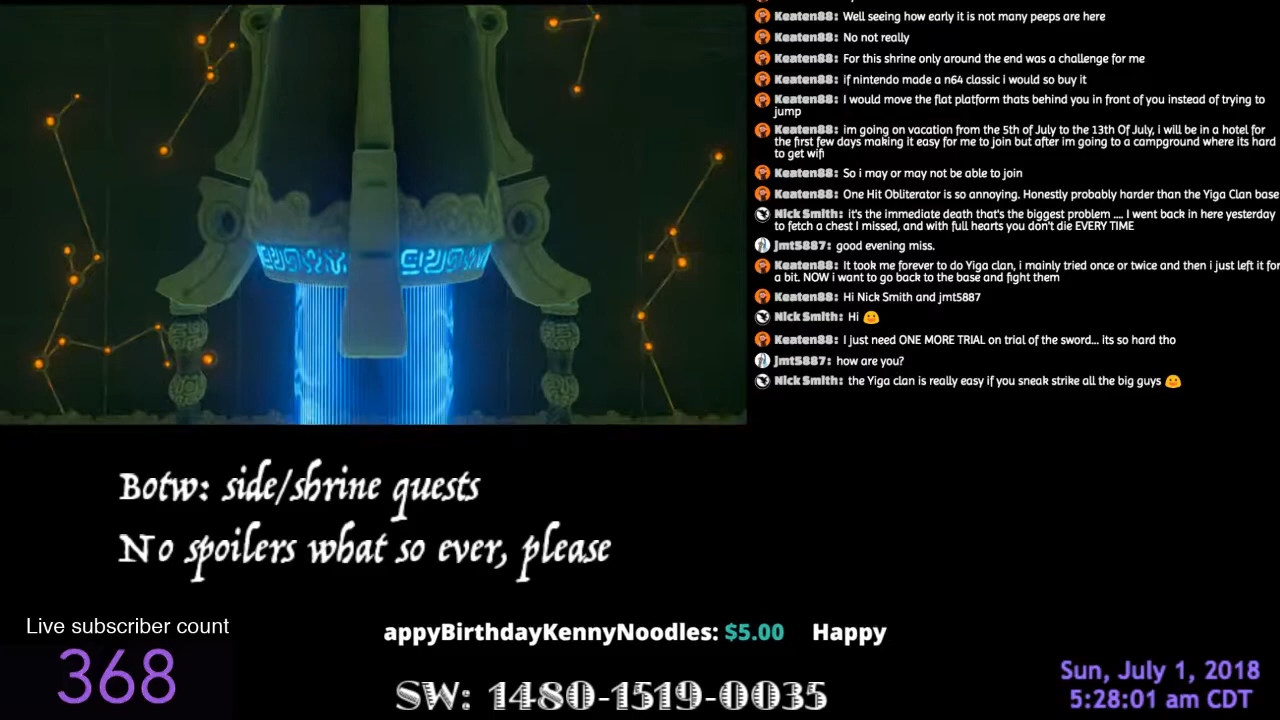 Keaten88: Well seeing how early it is not many peeps are here
Keaten88: No not really
Keaten88: For this shrine only around the end was a challenge for me
Keaten88: if nintendo made a n64 classic i would so buy it
Keaten88: I would move the flat platform thats behind you in front of you instead of trying to
jump
Keaten88: im going on vacation from the 5th of July to the 13th Of July, i will be in a hotel for
the first few days making it easy for me to join but after im going to a campground where its hard
to get wifi
Keaten88: So i may or may not be able to join
Keaten88: One Hit Obliterator is so annoying. Honestly probably harder than the Yiga Clan base
Nick Smith: it's the immediate death that's the biggest problem .... I went back in here yesterday
to fetch a chest I missed, and with full hearts you don't die EVERY TIME
Jmt5887: good evening miss.
Keaten88: It took me forever to do Yiga clan, i mainly tried once or twice and then i just left it for
a bit. NOW i want to go back to the base and fight them
Keaten88: Hi Nick Smith and jmt5887
Nick Smith: Hi
Keaten88: I just need ONE MORE TRIAL on trial of the sword... its so hard tho
Jmt5887: how are you?
Nick Smith: the Yiga clan is really easy if you sneak strike all the big guys
Botw: side/shrine quests
No spoilers what so ever, please
Live subscriber count
368
appyBirthdayKennyNoodles: $5.00 Happy
SW: 1480-1519-0035
Sun, July 1, 2018
5:28:01 am CDT